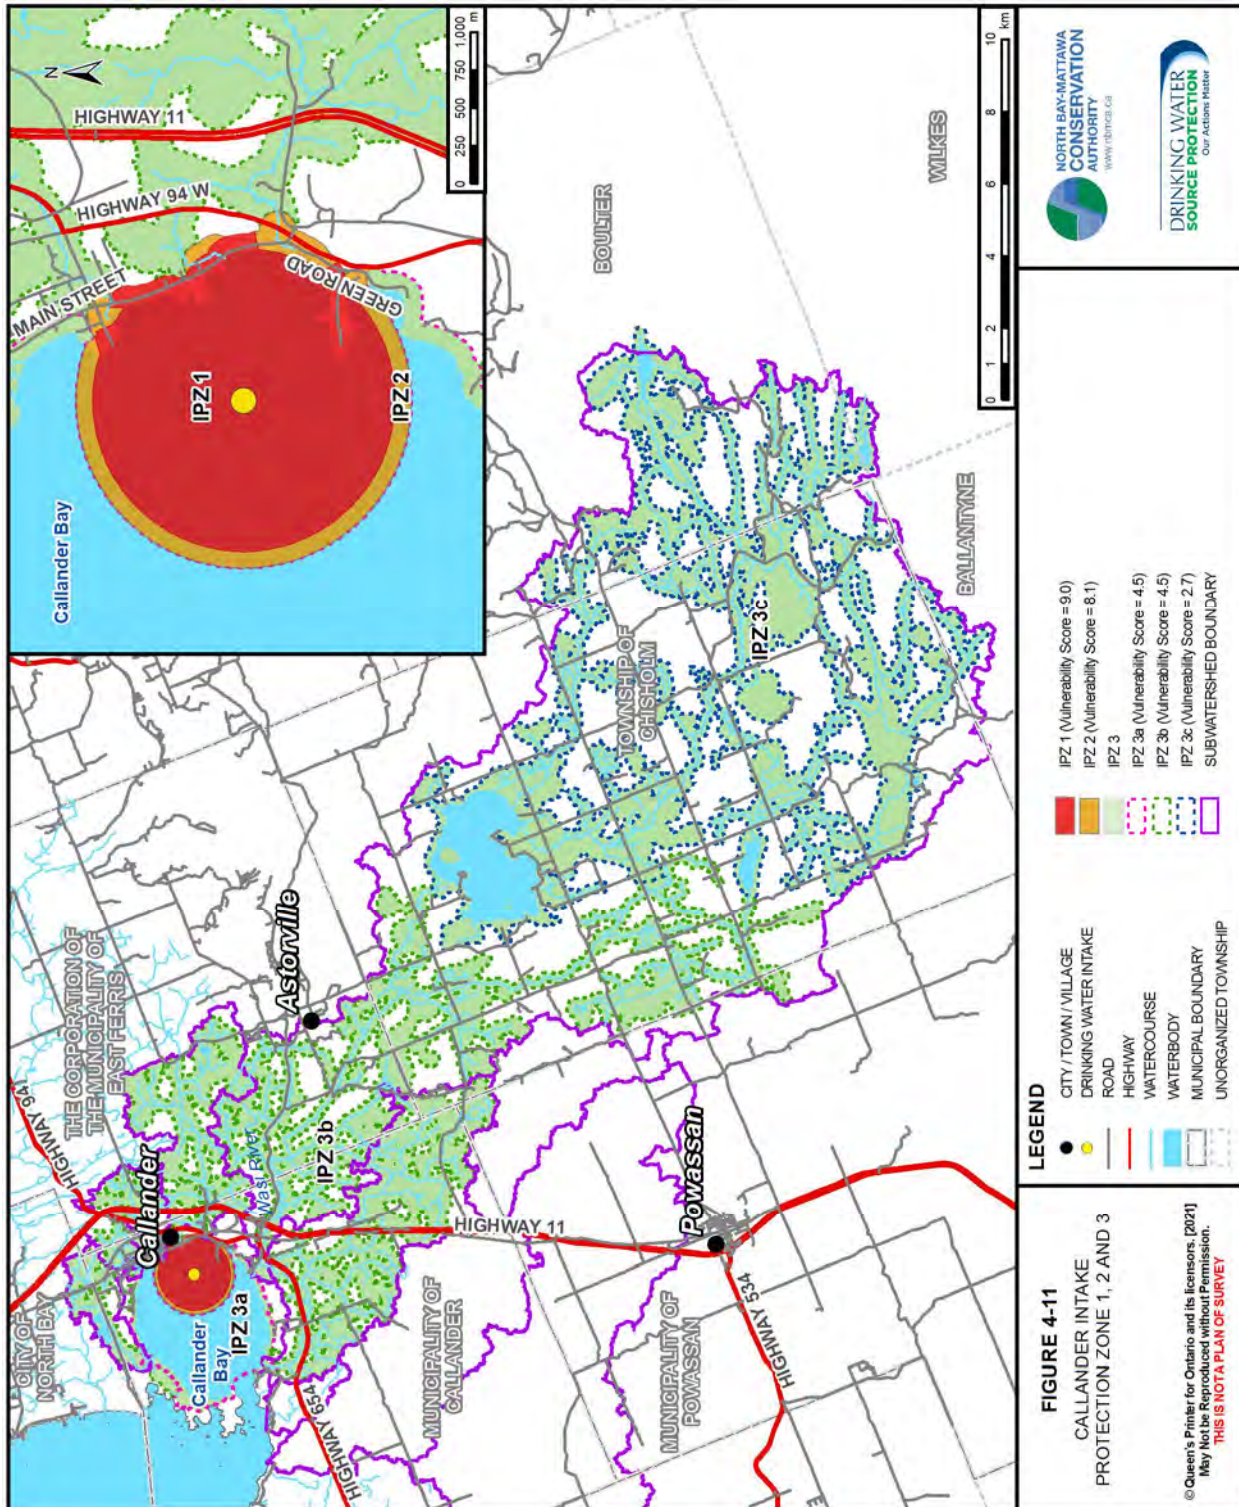 N
HIGHWAY 11
HIGHWAY 94 W
MAIN STREET
GREEN ROAD
Callander Bay
IPZ 1
IPZ 2
0 250 500 750 1,000
m
CITY OF
NORTH BAY
HIGHWAY 94
THE CORPORATION OF
THE MUNICIPALITY OF
EAST FERRIS
Callander
Callander
Bay
IPZ 3a
Wasi River
IPZ 3b
Astorville
HIGHWAY 654
HIGHWAY 11
MUNICIPALITY OF
CALLANDER
MUNICIPALITY OF
POWASSAN
Powassan
HIGHWAY 534
TOWNSHIP OF
CHISHOLM
IPZ 3c
BOULTER
WILKES
BALLANTYNE
0 1 2 4 6 8 10
km
FIGURE 4-11
CALLANDER INTAKE
PROTECTION ZONE 1, 2 AND 3
©Queen's Printer for Ontario and its licensors. [2021]
May Not be Reproduced without Permission.
THIS IS NOT A PLAN OF SURVEY
LEGEND
CITY / TOWN / VILLAGE
DRINKING WATER INTAKE
ROAD
HIGHWAY
WATERCOURSE
WATERBODY
MUNICIPAL BOUNDARY
UNORGANIZED TOWNSHIP
IPZ 1 (Vulnerability Score = 9.0)
IPZ 2 (Vulnerability Score = 8.1)
IPZ 3
IPZ 3a (Vulnerability Score = 4.5)
IPZ 3b (Vulnerability Score = 4.5)
IPZ 3c (Vulnerability Score = 2.7)
SUBWATERSHED BOUNDARY
NORTH BAY-MATTAWA
CONSERVATION
AUTHORITY
www.nbmca.ca
DRINKING WATER
SOURCE PROTECTION
Our Actions Matter